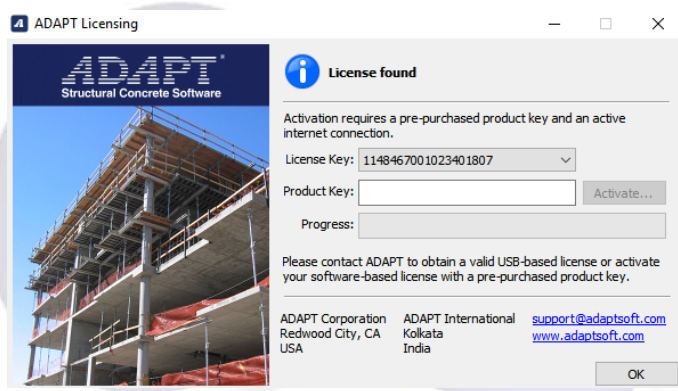 ADAPT Licensing
ADAPT
Structural Concrete Software
License found
Activation requires a pre-purchased product key and an active
internet connection.
License Key: 1148467001023401807
Product Key: Activate...
Progress:
Please contact ADAPT to obtain a valid USB-based license or activate
your software-based license with a pre-purchased product key.
ADAPT Corporation ADAPT International support@adaptsoft.com
Redwood City, CA Kolkata www.adaptsoft.com
USA India
OK